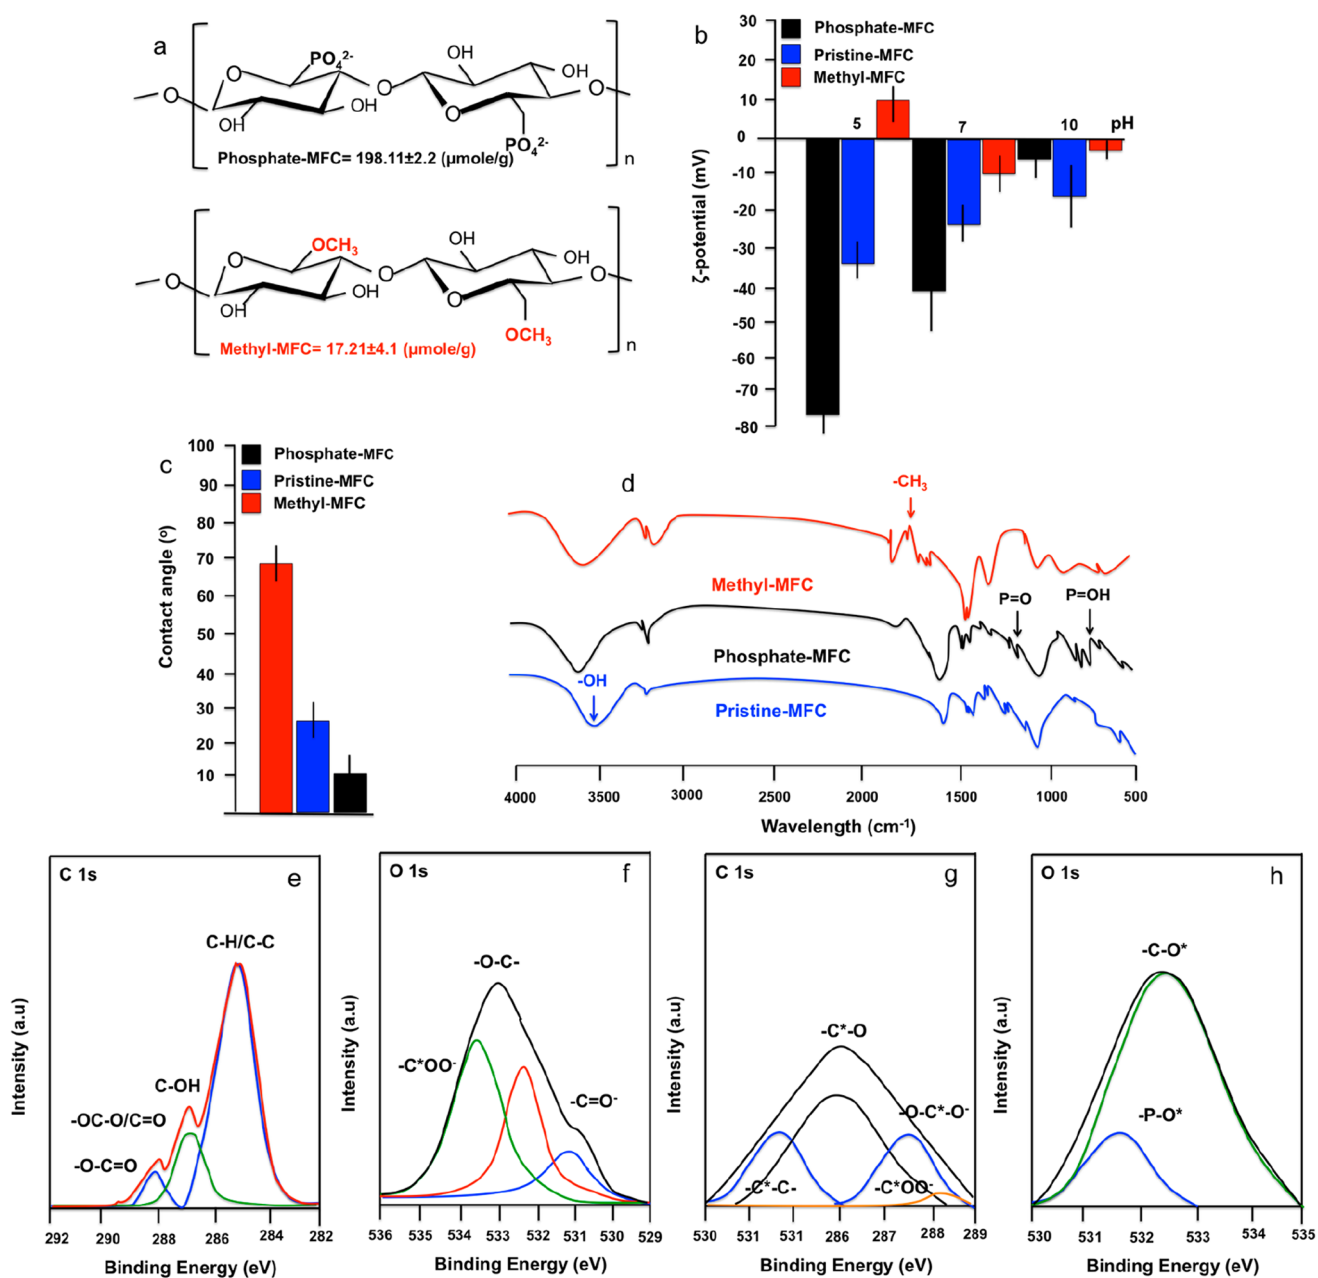 a
PO₄²⁻
OH
OH
O
O
OH
OH
O
O
O
PO₄²⁻
Phosphate-MFC= 198.11±2.2 (µmole/g)
n
OCH₃
OH
OH
O
O
OH
OH
O
O
O
OCH₃
Methyl-MFC= 17.21±4.1 (µmole/g)
n
b
Phosphate-MFC
Pristine-MFC
Methyl-MFC
30
20
10
0
-10
-20
-30
-40
-50
-60
-70
-80
ζ-potential (mV)
5
7
10
pH
c
Phosphate-MFC
Pristine-MFC
Methyl-MFC
100
90
80
70
60
50
40
30
20
10
Contact angle (º)
d
-CH₃
Methyl-MFC
P=O
P=OH
Phosphate-MFC
-OH
Pristine-MFC
4000
3500
3000
2500
2000
1500
1000
500
Wavelength (cm⁻¹)
C 1s
e
C-H/C-C
C-OH
-OC-O/C=O
-O-C=O
Intensity (a.u)
292
290
288
286
284
282
Binding Energy (eV)
O 1s
f
-O-C-
-C*OO⁻
-C=O⁻
Intensity (a.u)
536
535
534
533
532
531
530
529
Binding Energy (eV)
C 1s
g
-C*-O
-O-C*-O⁻
-C*-C-
-C*OO⁻
Intensity (a.u)
530
531
531
286
287
288
289
Binding Energy (eV)
O 1s
h
-C-O*
-P-O*
Intensity (a.u)
530
531
532
533
534
535
Binding Energy (eV)